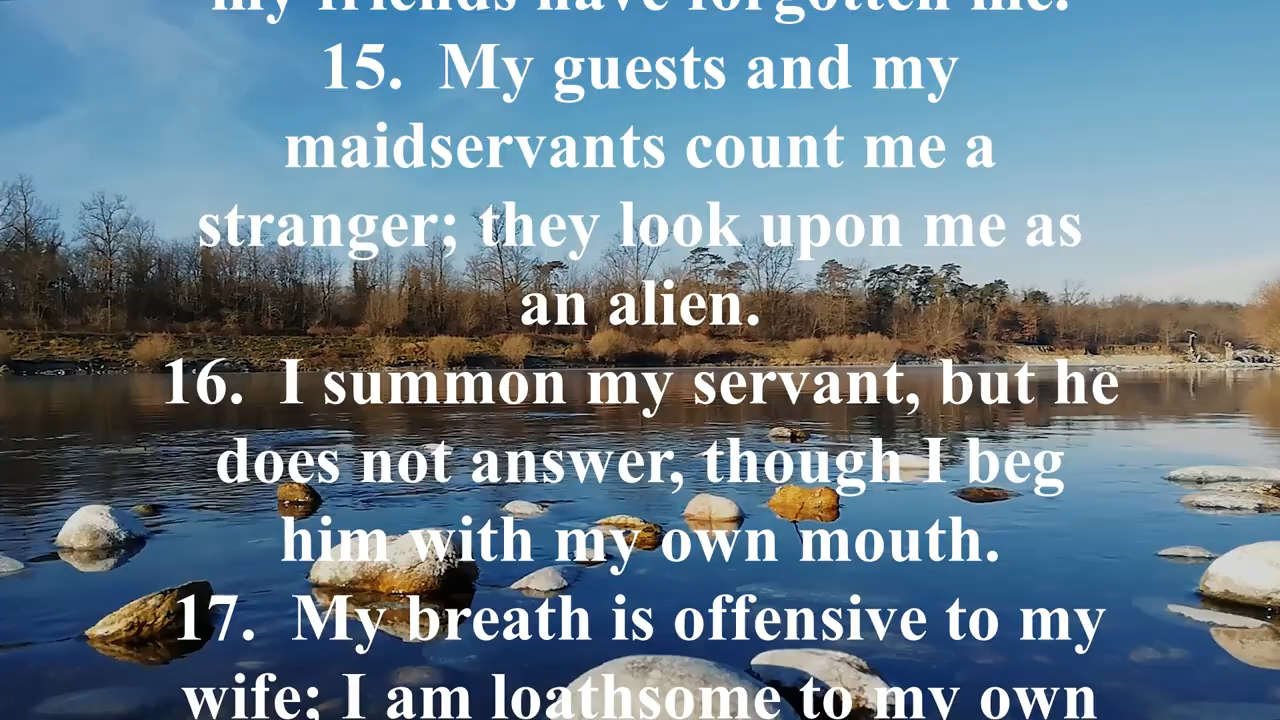 my friends have forgotten me.
15. My guests and my
maidservants count me a
stranger; they look upon me as
an alien.
16. I summon my servant, but he
does not answer, though I beg
him with my own mouth.
17. My breath is offensive to my
wife; I am loathsome to my own